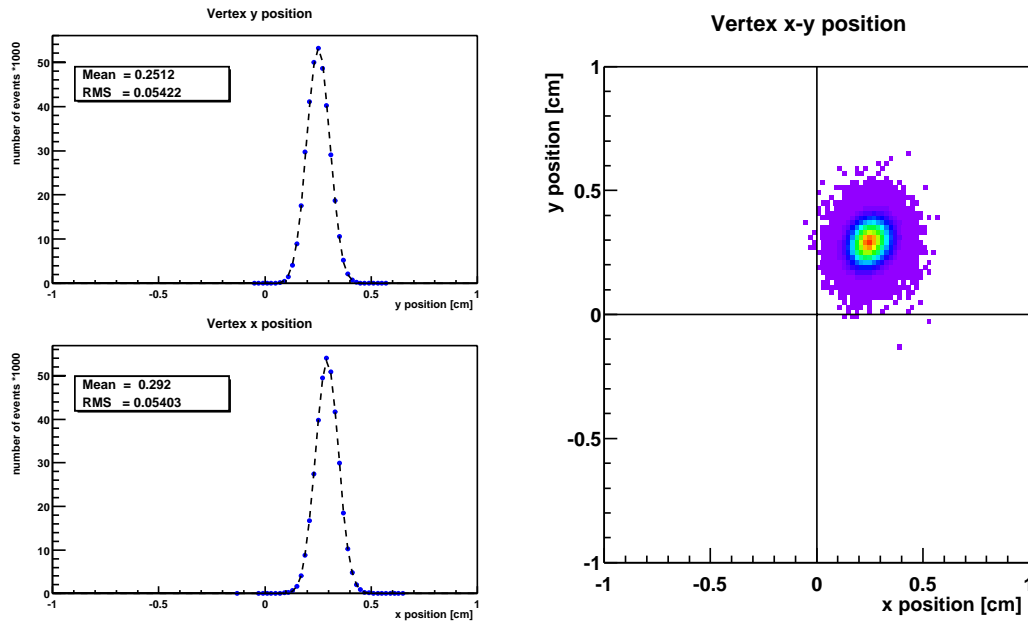 Vertex y position
number of events *1000
Mean = 0.2512
RMS = 0.05422
50
40
30
20
10
0
-1 -0.5 0 0.5 1
y position [cm]
Vertex x position
number of events *1000
Mean = 0.292
RMS = 0.05403
50
40
30
20
10
0
-1 -0.5 0 0.5 1
x position [cm]
Vertex x-y position
y position [cm]
1
0.5
0
-0.5
-1
-1 -0.5 0 0.5 1
x position [cm]